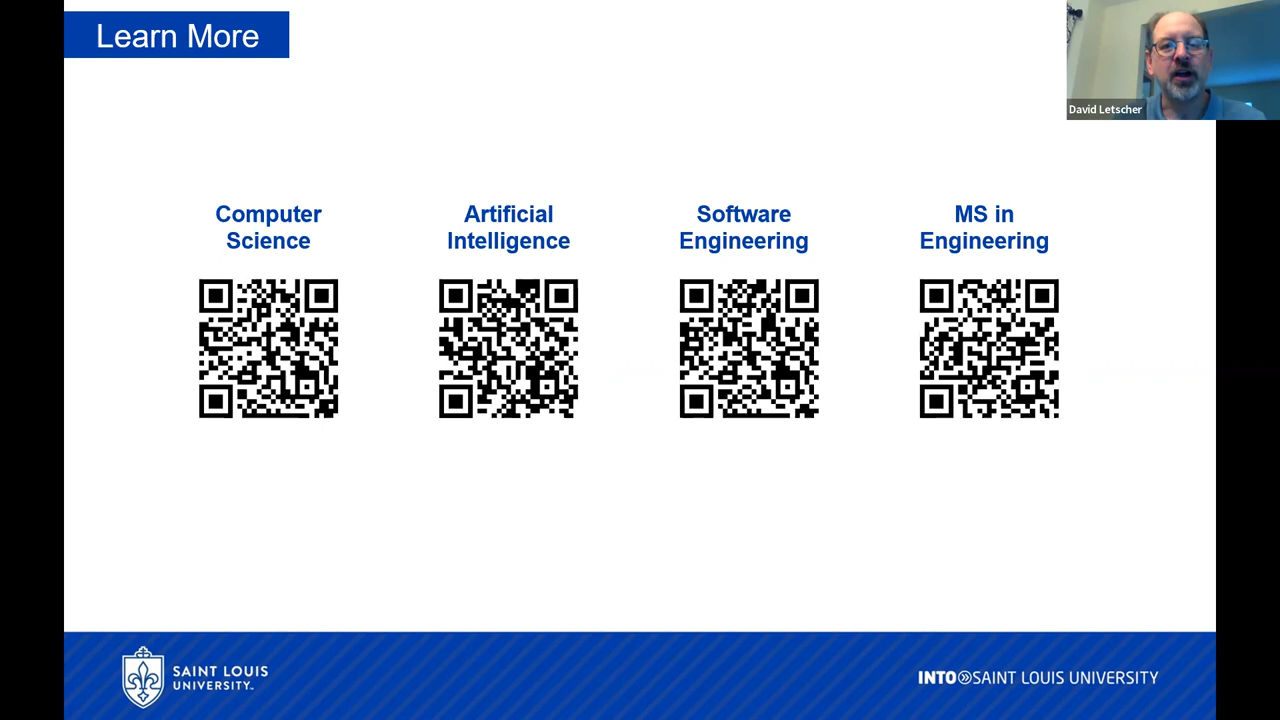 Learn More
David Letscher
Computer
Science
Artificial
Intelligence
Software
Engineering
MS in
Engineering
SAINT LOUIS
UNIVERSITY™
INTO SAINT LOUIS UNIVERSITY